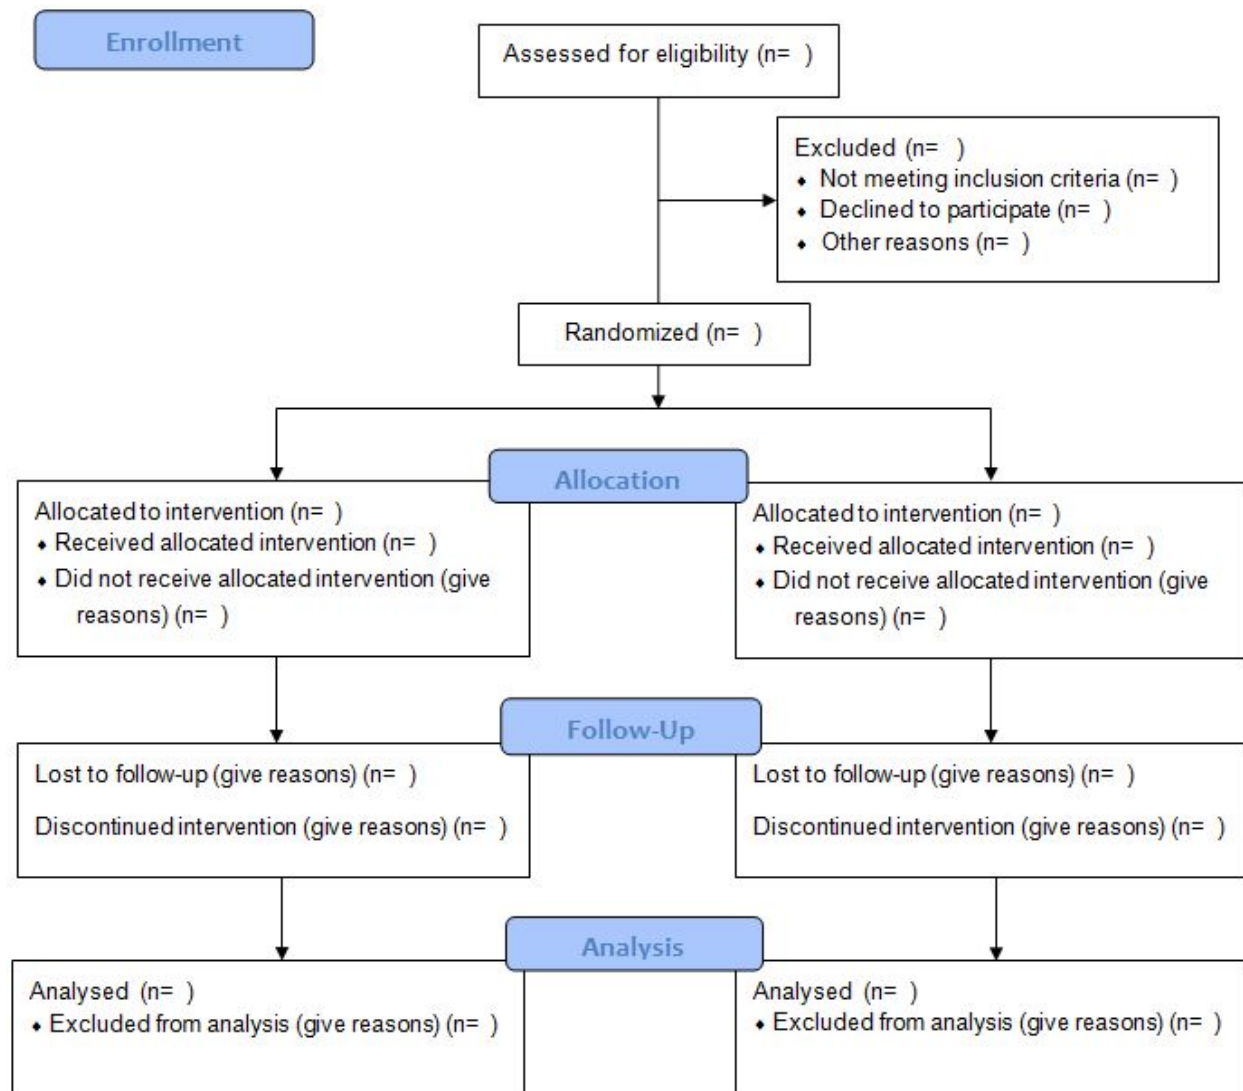 Enrollment
Assessed for eligibility (n=  )
Excluded (n=  )
⬥ Not meeting inclusion criteria (n=  )
⬥ Declined to participate (n=  )
⬥ Other reasons (n=  )
Randomized (n=  )
Allocation
Allocated to intervention (n=  )
⬥ Received allocated intervention (n=  )
⬥ Did not receive allocated intervention (give
reasons) (n=  )
Allocated to intervention (n=  )
⬥ Received allocated intervention (n=  )
⬥ Did not receive allocated intervention (give
reasons) (n=  )
Follow-Up
Lost to follow-up (give reasons) (n=  )
Discontinued intervention (give reasons) (n=  )
Lost to follow-up (give reasons) (n=  )
Discontinued intervention (give reasons) (n=  )
Analysis
Analysed (n=  )
⬥ Excluded from analysis (give reasons) (n=  )
Analysed (n=  )
⬥ Excluded from analysis (give reasons) (n=  )